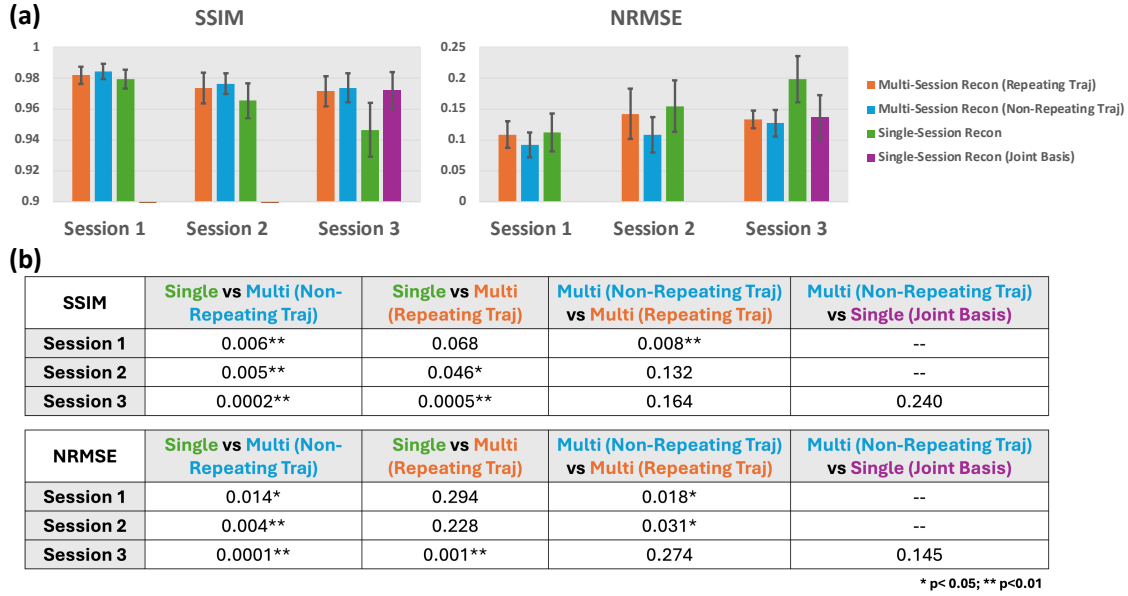 (a)
SSIM
NRMSE
1
0.98
0.96
0.94
0.92
0.9
Session 1
Session 2
Session 3
0.25
0.2
0.15
0.1
0.05
0
Session 1
Session 2
Session 3
Multi-Session Recon (Repeating Traj)
Multi-Session Recon (Non-Repeating Traj)
Single-Session Recon
Single-Session Recon (Joint Basis)
(b)
SSIM
Single vs Multi (Non-
Repeating Traj)
Single vs Multi
(Repeating Traj)
Multi (Non-Repeating Traj)
vs Multi (Repeating Traj)
Multi (Non-Repeating Traj)
vs Single (Joint Basis)
Session 1 0.006** 0.068 0.008** --
Session 2 0.005** 0.046* 0.132 --
Session 3 0.0002** 0.0005** 0.164 0.240
NRMSE
Single vs Multi (Non-
Repeating Traj)
Single vs Multi
(Repeating Traj)
Multi (Non-Repeating Traj)
vs Multi (Repeating Traj)
Multi (Non-Repeating Traj)
vs Single (Joint Basis)
Session 1 0.014* 0.294 0.018* --
Session 2 0.004** 0.228 0.031* --
Session 3 0.0001** 0.001** 0.274 0.145
* p< 0.05; ** p<0.01